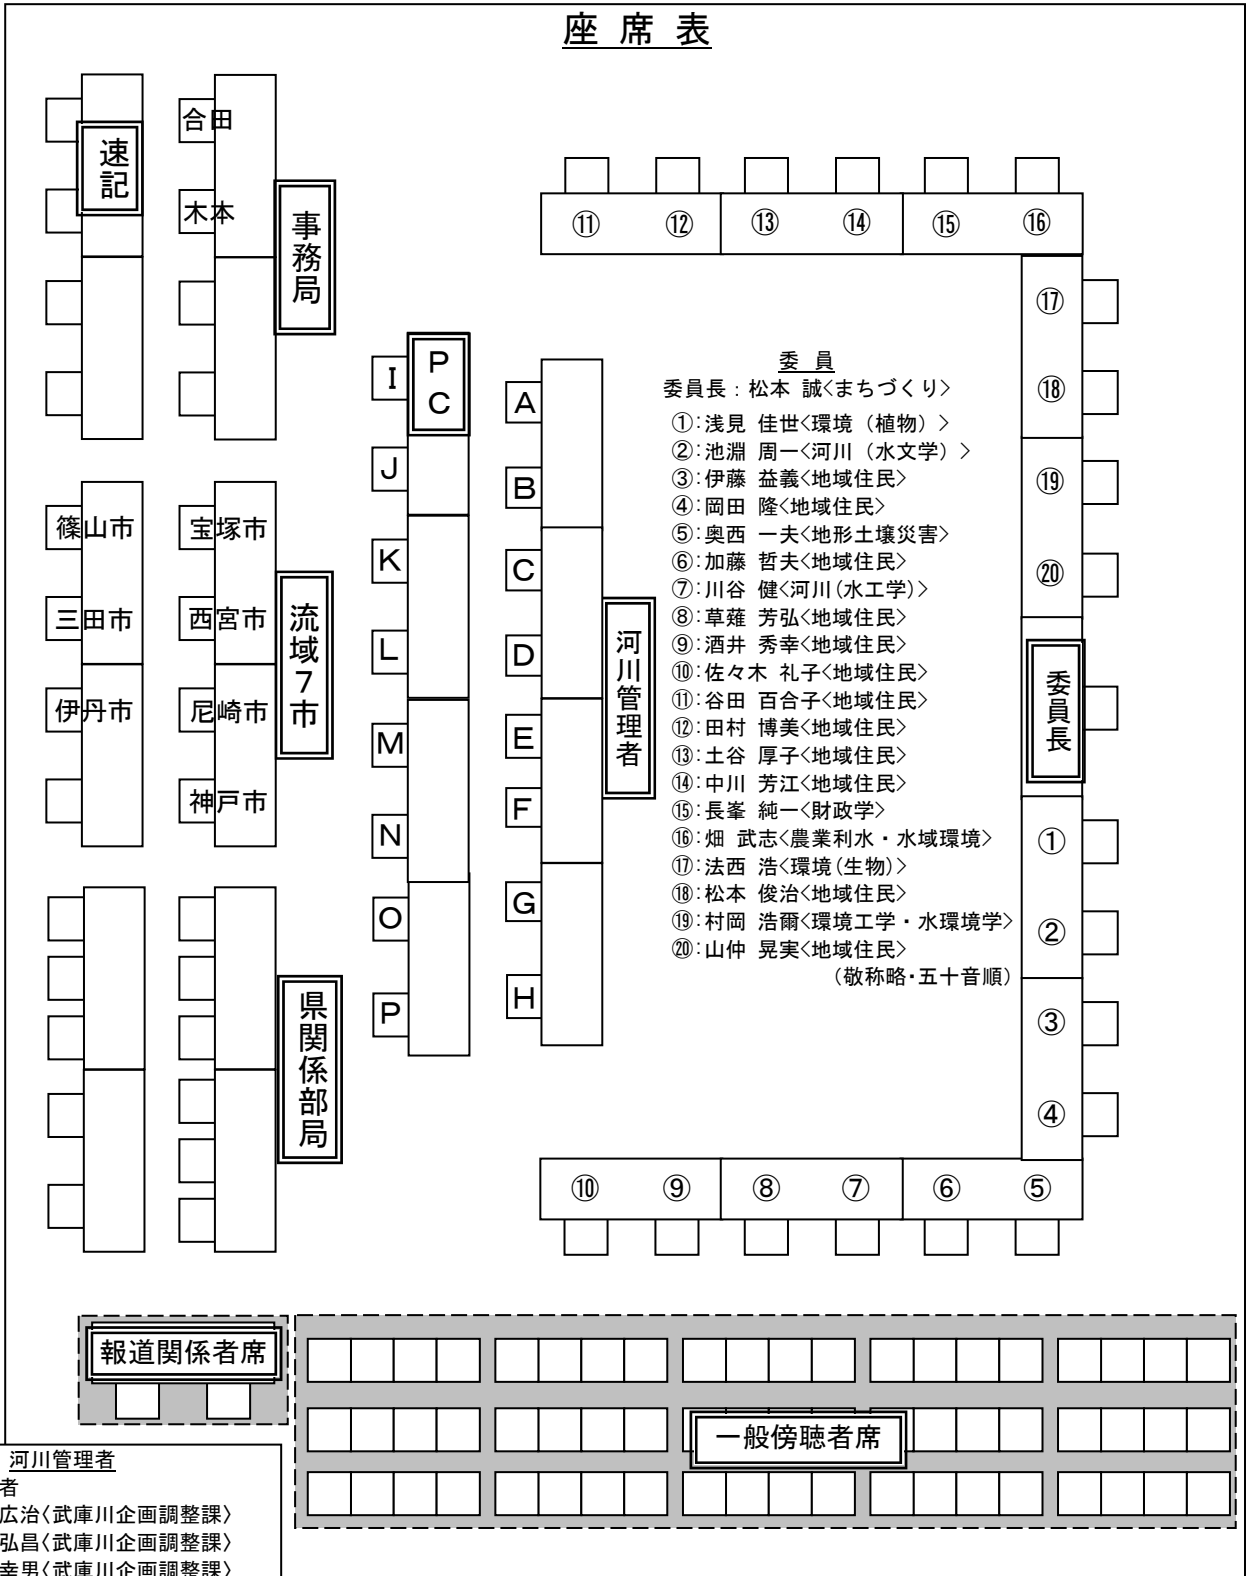 座 席 表
速記
合田
木本
事務局
⑪ ⑫ ⑬ ⑭ ⑮ ⑯
⑰
⑱
⑲
⑳
委員長
①
②
③
④
⑩ ⑨ ⑧ ⑦ ⑥ ⑤
PC
I
J
K
L
M
N
O
P
A
B
C
D
E
F
G
H
河川管理者
委 員
委員長：松本 誠<まちづくり>
①:浅見 佳世<環境（植物）>
②:池淵 周一<河川（水文学）>
③:伊藤 益義<地域住民>
④:岡田 隆<地域住民>
⑤:奥西 一夫<地形土壌災害>
⑥:加藤 哲夫<地域住民>
⑦:川谷 健<河川(水工学)>
⑧:草薙 芳弘<地域住民>
⑨:酒井 秀幸<地域住民>
⑩:佐々木 礼子<地域住民>
⑪:谷田 百合子<地域住民>
⑫:田村 博美<地域住民>
⑬:土谷 厚子<地域住民>
⑭:中川 芳江<地域住民>
⑮:長峯 純一<財政学>
⑯:畑 武志<農業利水・水域環境>
⑰:法西 浩<環境(生物)>
⑱:松本 俊治<地域住民>
⑲:村岡 浩爾<環境工学・水環境学>
⑳:山仲 晃実<地域住民>
(敬称略・五十音順)
篠山市 宝塚市
三田市 西宮市
伊丹市 尼崎市
神戸市
流域7市
県関係部局
報道関係者席
一般傍聴者席
河川管理者
者
広治〈武庫川企画調整課〉
弘昌〈武庫川企画調整課〉
幸男〈武庫川企画調整課〉